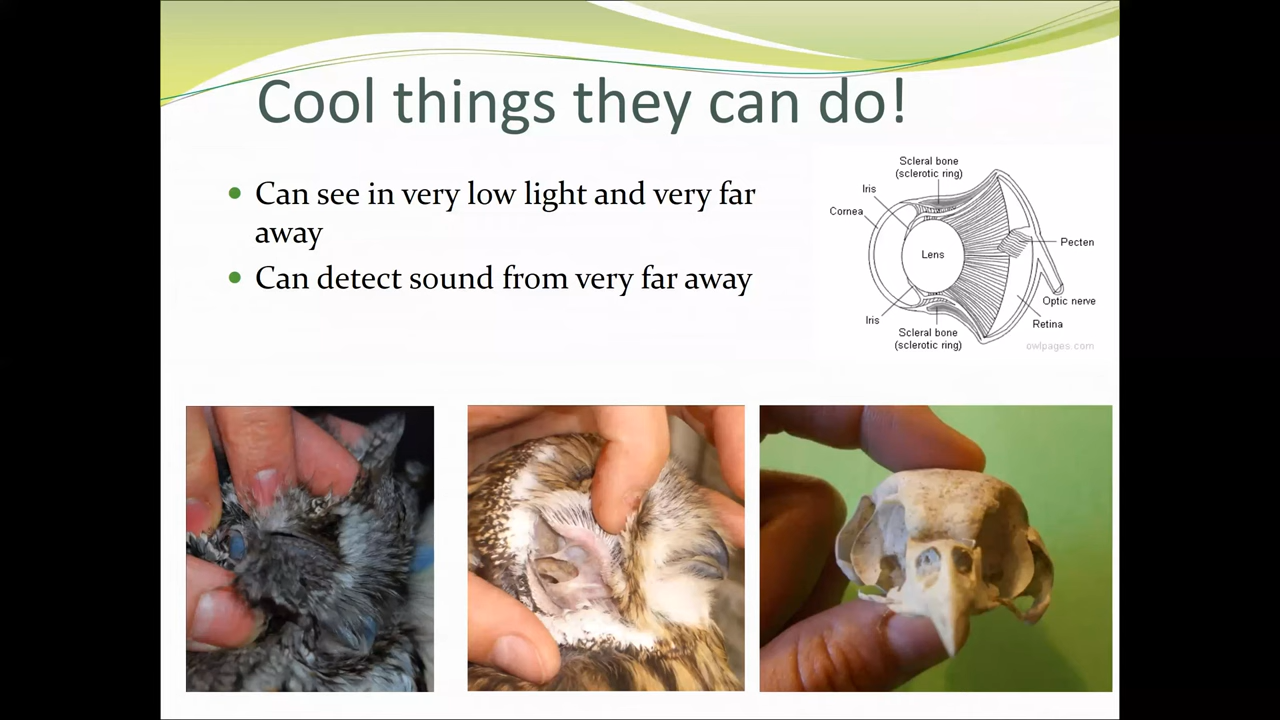 Cool things they can do!
• Can see in very low light and very far
away
• Can detect sound from very far away
Scleral bone
(sclerotic ring)
Iris
Cornea
Lens
Pecten
Optic nerve
Iris
Retina
Scleral bone
(sclerotic ring)
owlpages.com